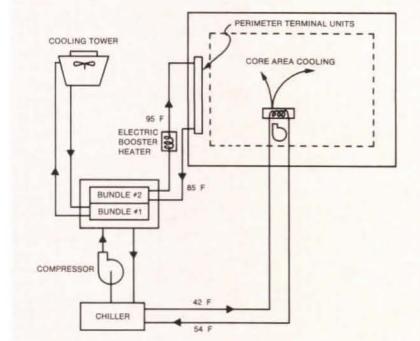 PERIMETER TERMINAL UNITS
COOLING TOWER
CORE AREA COOLING
95 F
ELECTRIC
BOOSTER
HEATER
85 F
BUNDLE #2
BUNDLE #1
COMPRESSOR
CHILLER
42 F
54 F